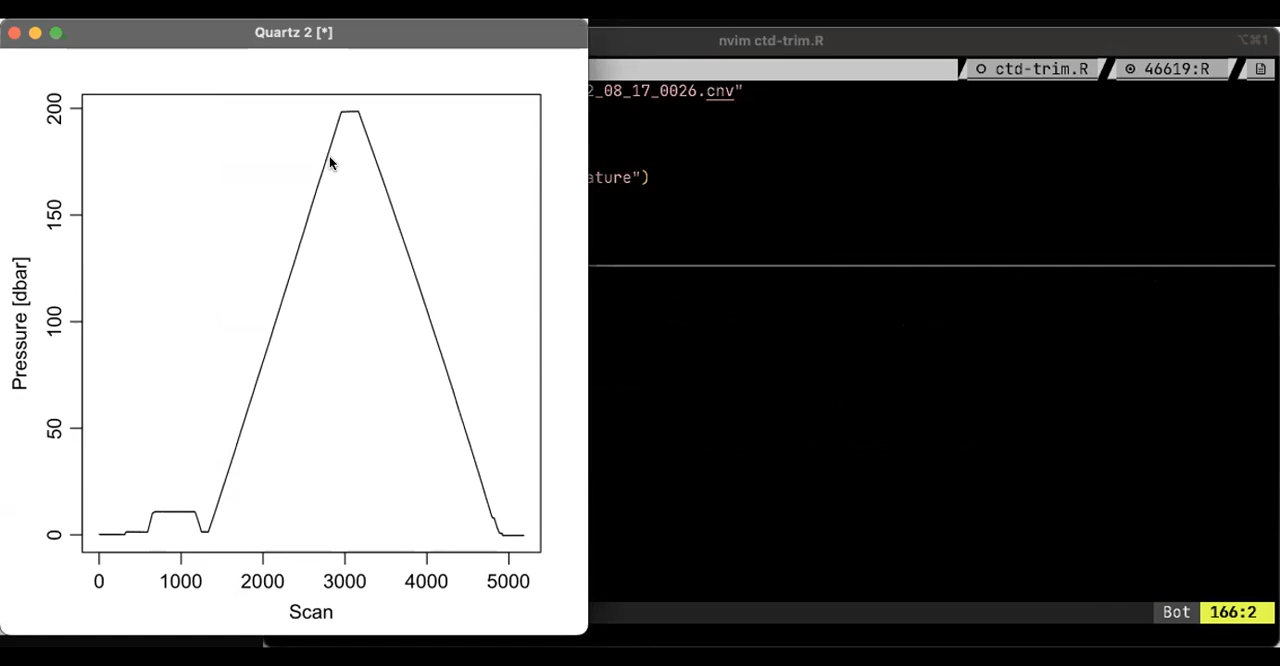 Quartz 2 [*]
nvim ctd-trim.R
⌥⌘1
ctd-trim.R
46619:R
2_08_17_0026.cnv"
ature")
200
150
100
50
0
Pressure [dbar]
0 1000 2000 3000 4000 5000
Scan
Bot 166:2